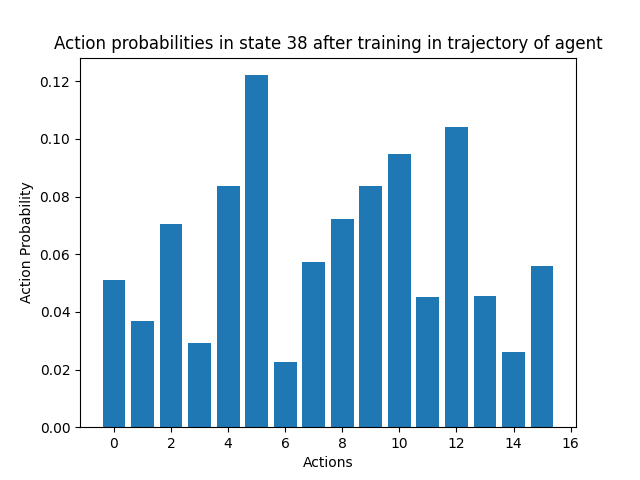 Action probabilities in state 38 after training in trajectory of agent
0.12
0.10
0.08
0.06
0.04
0.02
0.00
Action Probability
0 2 4 6 8 10 12 14 16
Actions